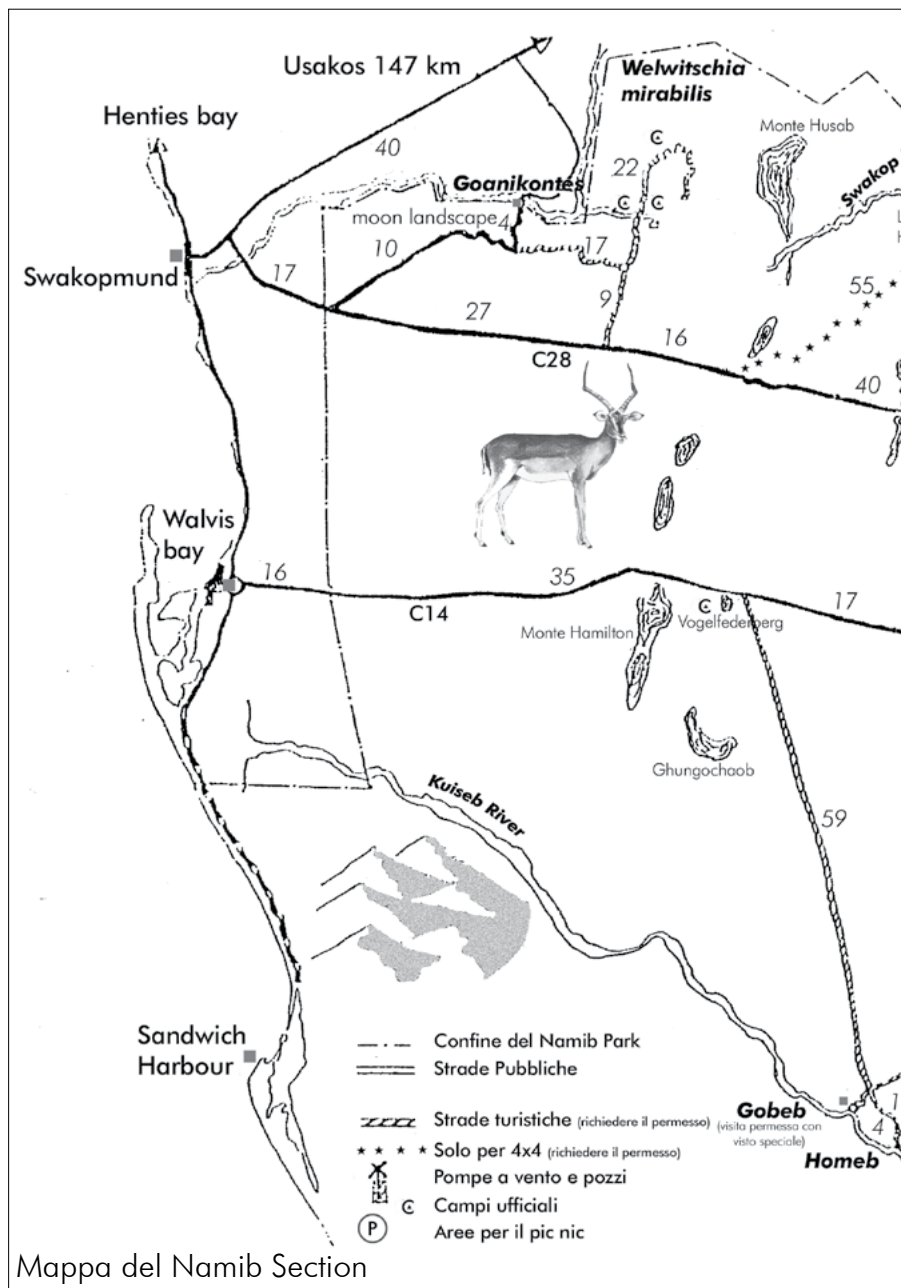 Usakos 147 km
Welwitschia
mirabilis
Henties bay
Monte Husab
40
22
Goanikontes
Swakop
moon landscape
4
10
17
Swakopmund
17
55
9
27
16
C28
40
Walvis
bay
16
35
C14
17
Monte Hamilton
Vogelfederberg
Ghungochaob
Kuiseb River
59
Sandwich
Harbour
Confine del Namib Park
Strade Pubbliche
Strade turistiche (richiedere il permesso)
Solo per 4x4 (richiedere il permesso)
Pompe a vento e pozzi
Campi ufficiali
P
Aree per il pic nic
Gobeb
(visita permessa con
visto speciale)
1
4
Homeb
Mappa del Namib Section